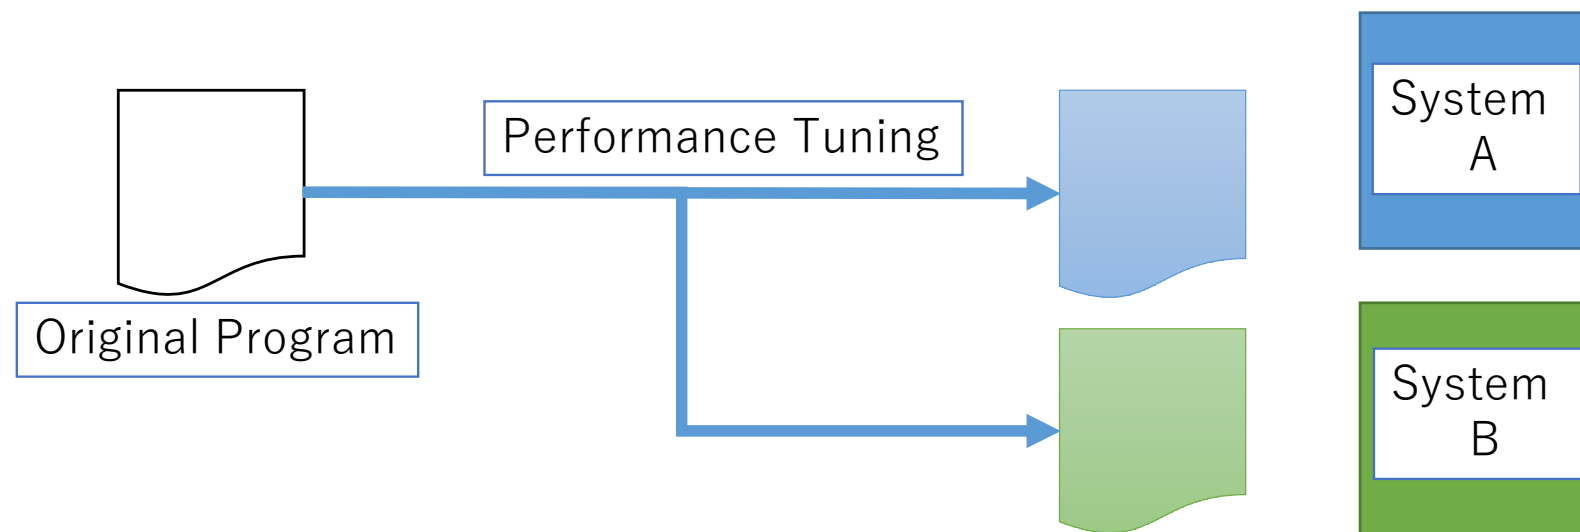 Performance Tuning
Original Program
System
A
System
B